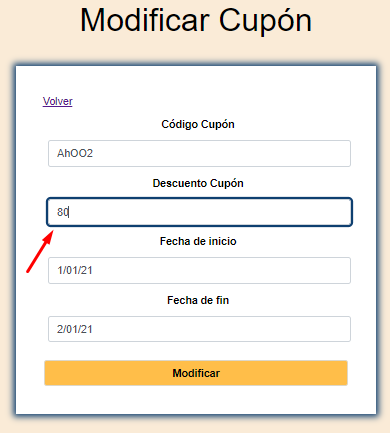 Modificar Cupón
Volver
Código Cupón
AhOO2
Descuento Cupón
80
Fecha de inicio
1/01/21
Fecha de fin
2/01/21
Modificar